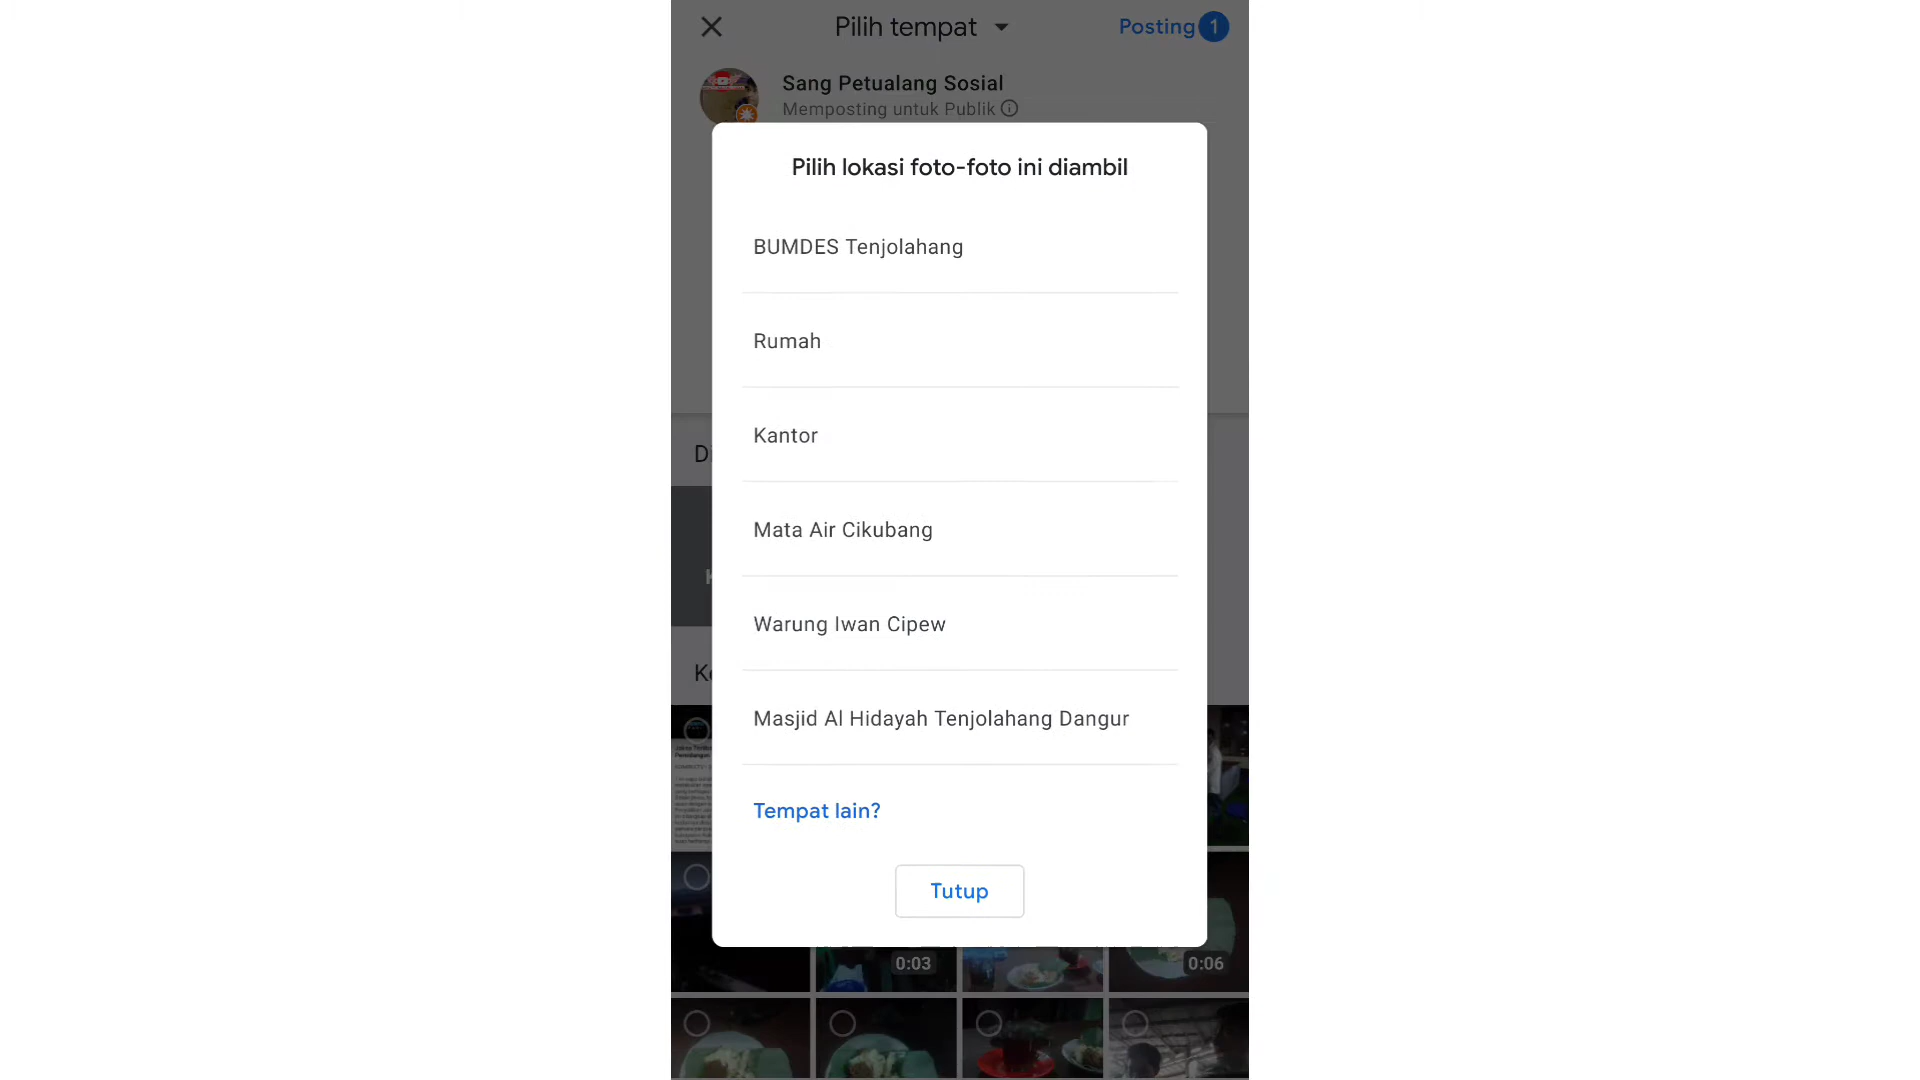 Pilih tempat
Posting 1
Sang Petualang Sosial
Memposting untuk Publik
Pilih lokasi foto-foto ini diambil
BUMDES Tenjolahang
Rumah
Kantor
Mata Air Cikubang
Warung Iwan Cipew
Masjid Al Hidayah Tenjolahang Dangur
Tempat lain?
Tutup
0:03
0:06